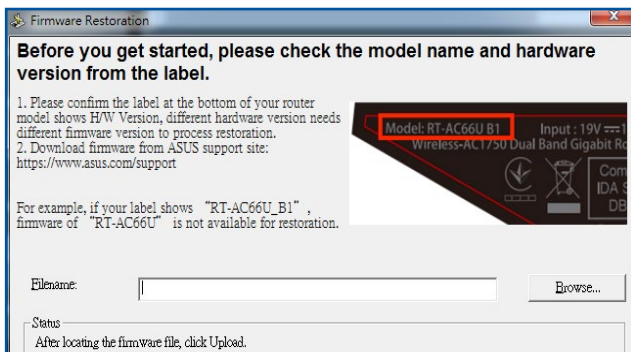 Firmware Restoration
Before you get started, please check the model name and hardware
version from the label.
1. Please confirm the label at the bottom of your router
model shows H/W Version, different hardware version needs
different firmware version to process restoration.
2. Download firmware from ASUS support site:
https://www.asus.com/support
For example, if your label shows “RT-AC66U_B1”,
firmware of “RT-AC66U” is not available for restoration.
Model: RT-AC66U B1 Input : 19V
Wireless-AC1750 Dual Band Gigabit
Com
IDA S
DB
Filename:
Browse...
Status
After locating the firmware file, click Upload.